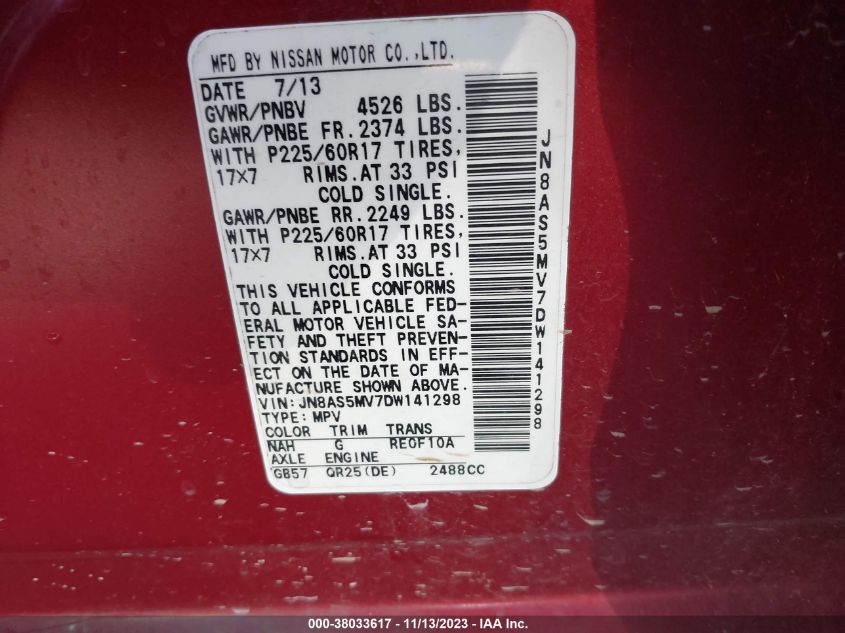 MFD BY NISSAN MOTOR CO.,LTD.
DATE 7/13
GVWR/PNBV 4526 LBS.
GAWR/PNBE FR. 2374 LBS.
WITH P225/60R17 TIRES,
17×7 RIMS.AT 33 PSI
COLD SINGLE.
GAWR/PNBE RR. 2249 LBS.
WITH P225/60R17 TIRES,
17×7 RIMS.AT 33 PSI
COLD SINGLE.
THIS VEHICLE CONFORMS
TO ALL APPLICABLE FED-
ERAL MOTOR VEHICLE SA-
FETY AND THEFT PREVEN-
TION STANDARDS IN EFF-
ECT ON THE DATE OF MA-
NUFACTURE SHOWN ABOVE.
VIN:JN8AS5MV7DW141298
TYPE:MPV
COLOR TRIM TRANS
NAH G RE0F10A
AXLE ENGINE
GB57 QR25(DE) 2488CC
JN8AS5MV7DW141298
000-38033617 - 11/13/2023 - IAAI.com